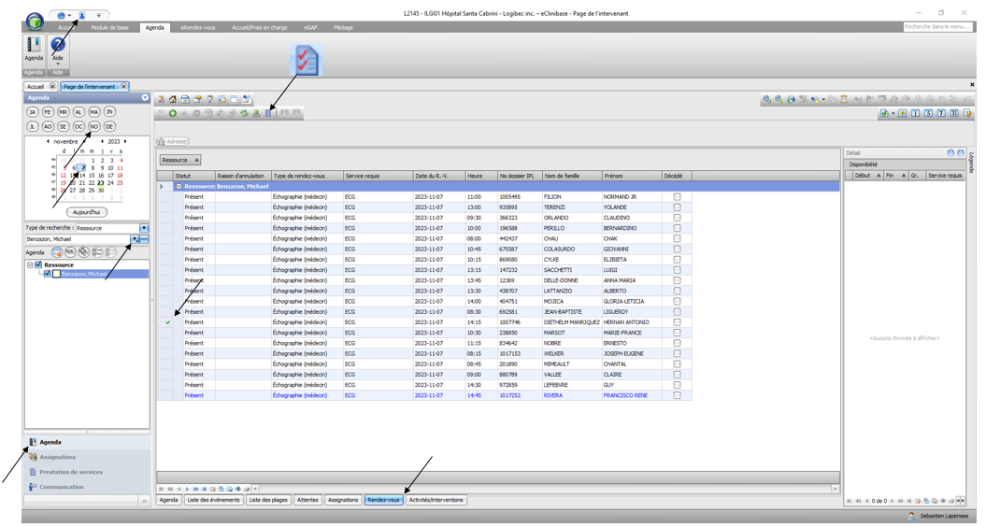 L2145 - ILGI01 Hôpital Santa Cabrini - Logibec inc. – eClinibase - Page de l'intervenant
Accueil Module de base Agenda eRendez-vous Accueil/Prise en charge eGAP Pilotage Recherche dans le menu...
Agenda Aide
Agenda Aide
Accueil Page de l'intervenant
Agenda
JA FE MR AL MA JN
JL AO SE OC NO DE
novembre 2023
d l m m j v s
1 2 3 4
5 6 7 8 9 10 11
12 13 14 15 16 17 18
19 20 21 22 23 24 25
26 27 28 29 30
Aujourd'hui
Type de recherche : Ressource
Benzazon, Michael
Agenda
Ressource
Benzazon, Michael
Agenda
Assignations
Prestation de services
Communication
Adresse
Ressource
Statut Raison d'annulation Type de rendez-vous Service requis Date du R.-V. Heure No dossier IPL Nom de famille Prénom Décédé
Ressource: Benzazon, Michael
Présent Échographie (médecin) ECG 2023-11-07 11:00 1005495 FILION NORMAND JR
Présent Échographie (médecin) ECG 2023-11-07 13:00 935895 TERENZI YOLANDE
Présent Échographie (médecin) ECG 2023-11-07 09:30 366323 ORLANDO CLAUDINO
Présent Échographie (médecin) ECG 2023-11-07 10:00 196588 PERILLO BERNARDINO
Présent Échographie (médecin) ECG 2023-11-07 08:00 442437 CHAU CHAK
Présent Échographie (médecin) ECG 2023-11-07 10:45 675587 COLASURDO GIOVANNI
Présent Échographie (médecin) ECG 2023-11-07 10:15 869080 CYLKE ELZBIETA
Présent Échographie (médecin) ECG 2023-11-07 13:15 147232 SACCHETTI LUIGI
Présent Échographie (médecin) ECG 2023-11-07 13:45 12369 DELLE-DONNE ANNA MARIA
Présent Échographie (médecin) ECG 2023-11-07 13:30 438707 LATTANZIO ALBERTO
Présent Échographie (médecin) ECG 2023-11-07 14:00 404751 MOJICA GLORIA-LETICIA
Présent Échographie (médecin) ECG 2023-11-07 08:30 692581 JEAN-BAPTISTE LIGUERDY
Présent Échographie (médecin) ECG 2023-11-07 14:15 1007746 DIETHELM MANRIQUEZ HERNAN ANTONIO
Présent Échographie (médecin) ECG 2023-11-07 10:30 238850 MARSOT MARIE-FRANCE
Présent Échographie (médecin) ECG 2023-11-07 11:15 834642 NOBRE ERNESTO
Présent Échographie (médecin) ECG 2023-11-07 08:15 1017153 WELKER JOSEPH EUGENE
Présent Échographie (médecin) ECG 2023-11-07 08:45 201890 MIMEAULT CHANTAL
Présent Échographie (médecin) ECG 2023-11-07 09:00 880789 VALLEE CLAIRE
Présent Échographie (médecin) ECG 2023-11-07 14:30 972859 LEFEBVRE GUY
Présent Échographie (médecin) ECG 2023-11-07 14:45 1017252 RIVERA FRANCISCO RENE
Agenda Liste des événements Liste des plages Attentes Assignations Rendez-vous Activités/interventions
Détail
Disponibilité
Début Fin Gr. Service requis
<Aucune donnée à afficher>
0 de 0
Légende
Sebastien Lapensee